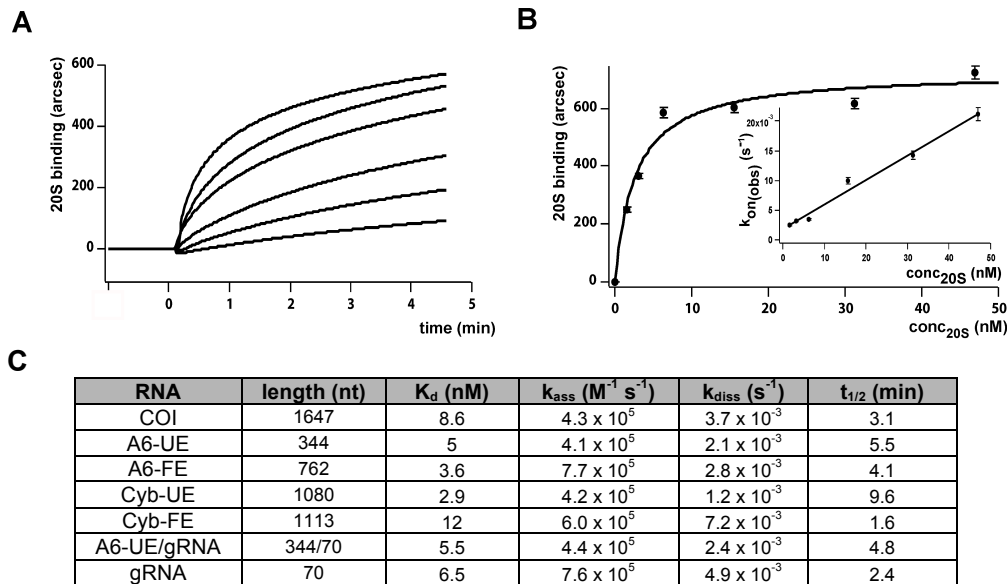 A
20S binding (arcsec)
600
400
200
0
0 1 2 3 4 5
time (min)
B
20S binding (arcsec)
600
400
200
0
0 10 20 30 40 50
conc20S (nM)
kon(obs) (s⁻¹)
20x10⁻³
15
10
5
0
0 10 20 30 40 50
conc20S (nM)
C
RNA length (nt) Kd (nM) kass (M⁻¹ s⁻¹) kdiss (s⁻¹) t1/2 (min)
COI 1647 8.6 4.3 x 10⁵ 3.7 x 10⁻³ 3.1
A6-UE 344 5 4.1 x 10⁵ 2.1 x 10⁻³ 5.5
A6-FE 762 3.6 7.7 x 10⁵ 2.8 x 10⁻³ 4.1
Cyb-UE 1080 2.9 4.2 x 10⁵ 1.2 x 10⁻³ 9.6
Cyb-FE 1113 12 6.0 x 10⁵ 7.2 x 10⁻³ 1.6
A6-UE/gRNA 344/70 5.5 4.4 x 10⁵ 2.4 x 10⁻³ 4.8
gRNA 70 6.5 7.6 x 10⁵ 4.9 x 10⁻³ 2.4